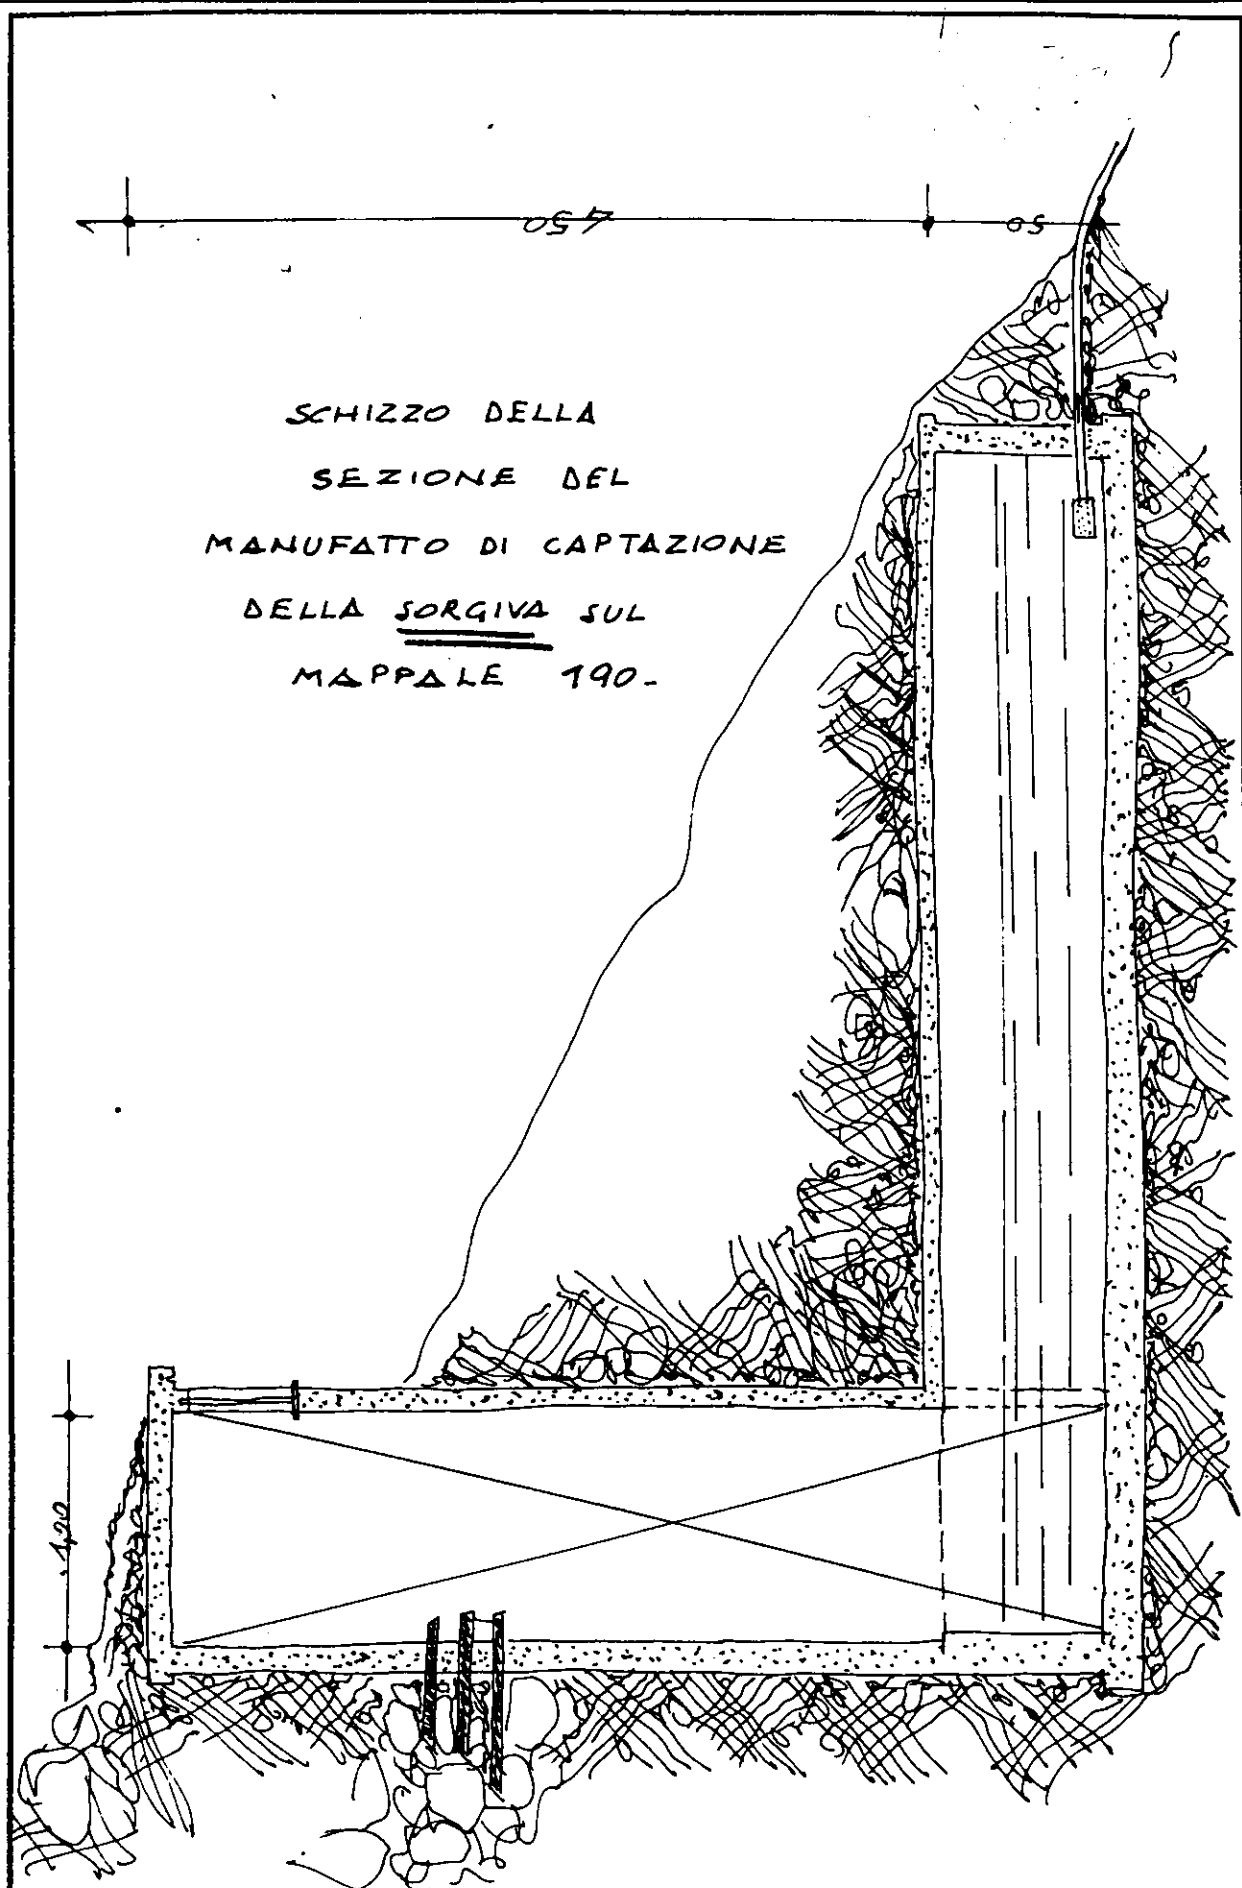 450
50
SCHIZZO DELLA
SEZIONE DEL
MANUFATTO DI CAPTAZIONE
DELLA SORGIVA SUL
MAPPALE 190-
1,20